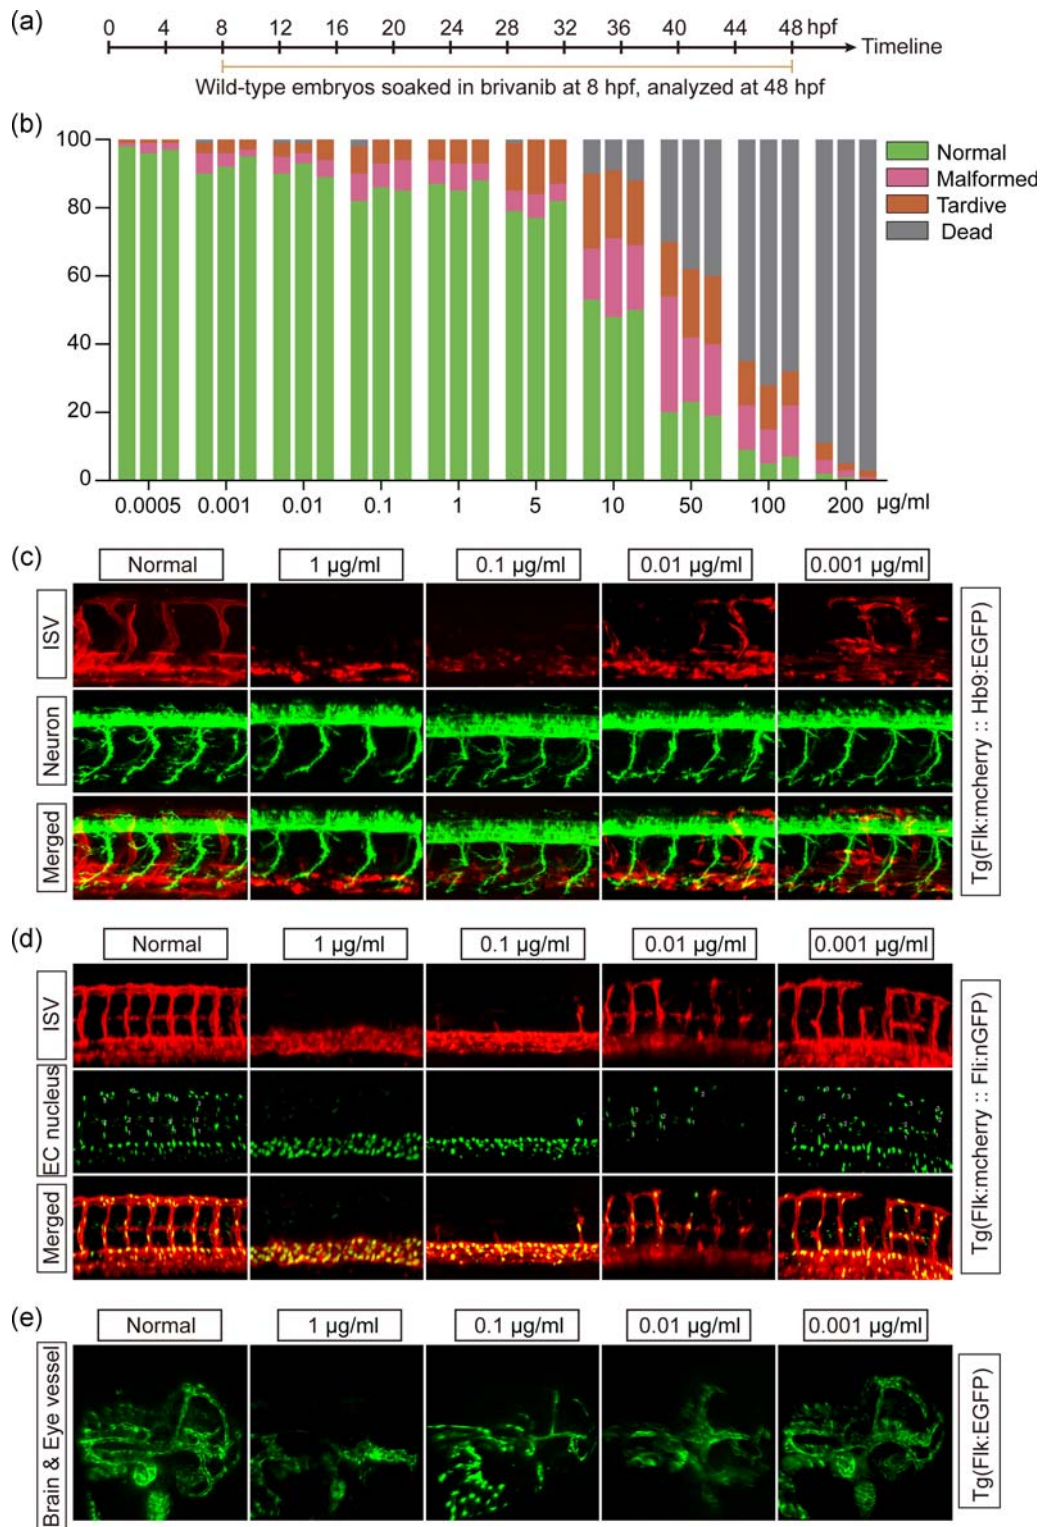 (a)
0 4 8 12 16 20 24 28 32 36 40 44 48 hpf
Timeline
Wild-type embryos soaked in brivanib at 8 hpf, analyzed at 48 hpf
(b)
100
80
60
40
20
0
Normal
Malformed
Tardive
Dead
0.0005 0.001 0.01 0.1 1 5 10 50 100 200 µg/ml
(c)
Normal 1 µg/ml 0.1 µg/ml 0.01 µg/ml 0.001 µg/ml
ISV
Neuron
Merged
Tg(Flk:mcherry :: Hb9:EGFP)
(d)
Normal 1 µg/ml 0.1 µg/ml 0.01 µg/ml 0.001 µg/ml
ISV
EC nucleus
Merged
Tg(Flk:mcherry :: Fli:nGFP)
(e)
Normal 1 µg/ml 0.1 µg/ml 0.01 µg/ml 0.001 µg/ml
Brain & Eye vessel
Tg(Flk:EGFP)